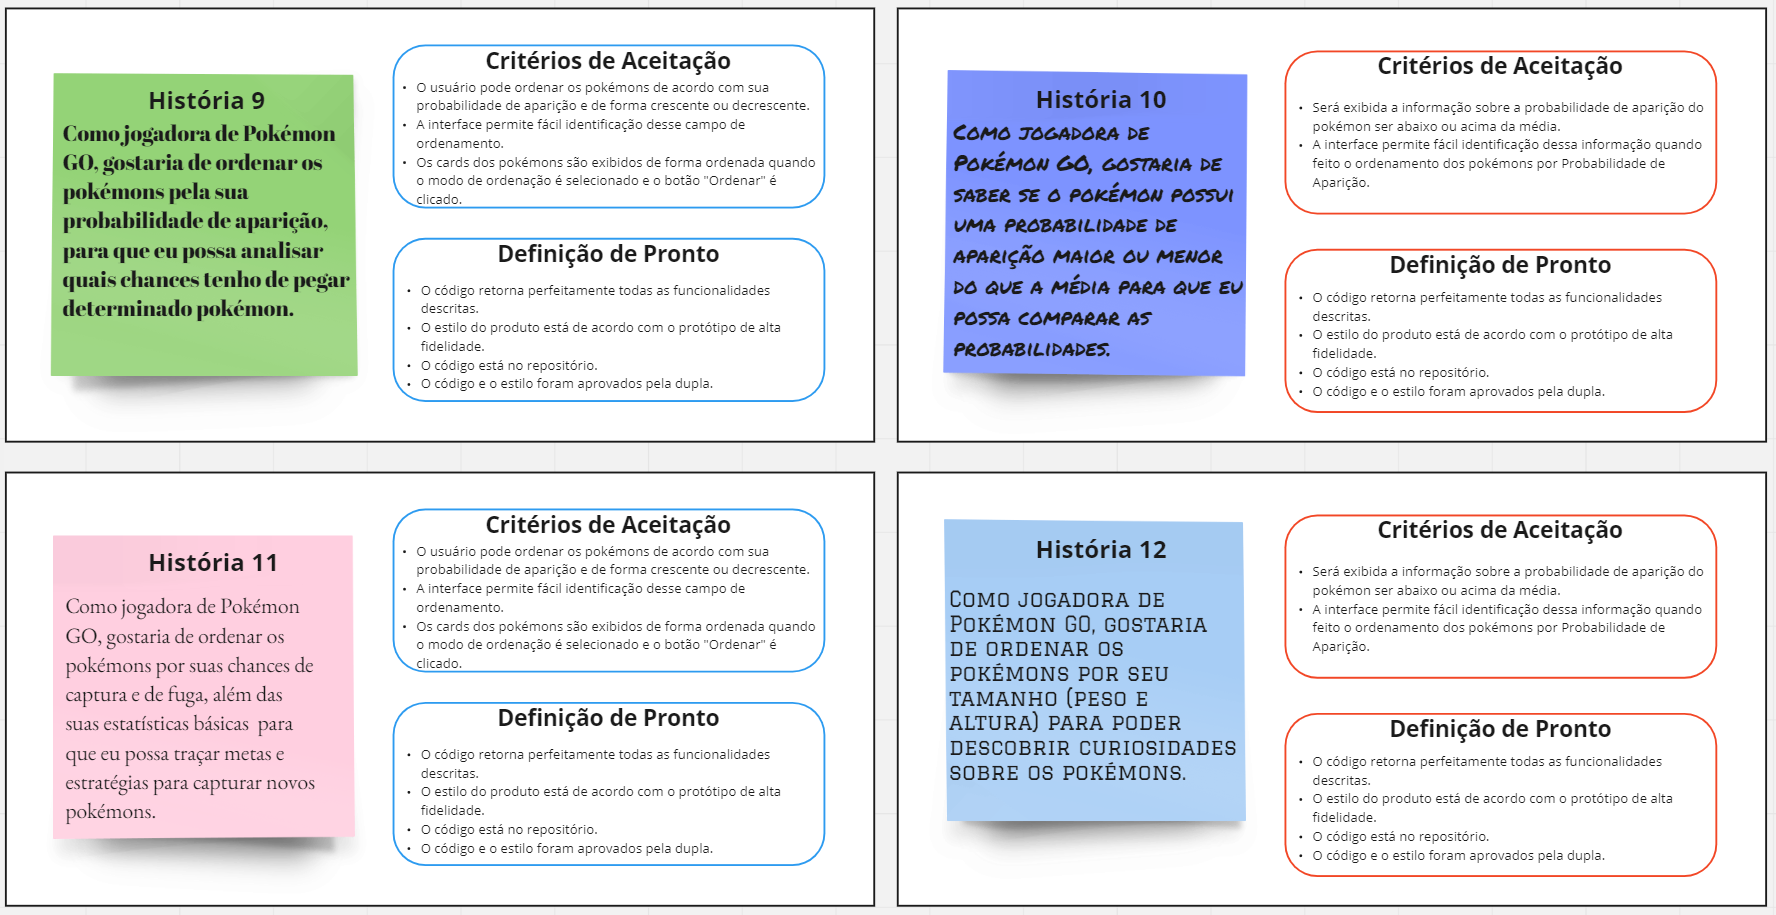 História 9
Como jogadora de Pokémon
GO, gostaria de ordenar os
pokémons pela sua
probabilidade de aparição,
para que eu possa analisar
quais chances tenho de pegar
determinado pokémon.
Critérios de Aceitação
• O usuário pode ordenar os pokémons de acordo com sua
probabilidade de aparição e de forma crescente ou decrescente.
• A interface permite fácil identificação desse campo de
ordenamento.
• Os cards dos pokémons são exibidos de forma ordenada quando
o modo de ordenação é selecionado e o botão "Ordenar" é
clicado.
Definição de Pronto
• O código retorna perfeitamente todas as funcionalidades
descritas.
• O estilo do produto está de acordo com o protótipo de alta
fidelidade.
• O código está no repositório.
• O código e o estilo foram aprovados pela dupla.
História 10
Como jogadora de
Pokémon GO, gostaria de
saber se o pokémon possui
uma probabilidade de
aparição maior ou menor
do que a média para que eu
possa comparar as
probabilidades.
Critérios de Aceitação
• Será exibida a informação sobre a probabilidade de aparição do
pokémon ser abaixo ou acima da média.
• A interface permite fácil identificação dessa informação quando
feito o ordenamento dos pokémons por Probabilidade de
Aparição.
Definição de Pronto
• O código retorna perfeitamente todas as funcionalidades
descritas.
• O estilo do produto está de acordo com o protótipo de alta
fidelidade.
• O código está no repositório.
• O código e o estilo foram aprovados pela dupla.
História 11
Como jogadora de Pokémon
GO, gostaria de ordenar os
pokémons por suas chances de
captura e de fuga, além das
suas estatísticas básicas para
que eu possa traçar metas e
estratégias para capturar novos
pokémons.
Critérios de Aceitação
• O usuário pode ordenar os pokémons de acordo com sua
probabilidade de aparição e de forma crescente ou decrescente.
• A interface permite fácil identificação desse campo de
ordenamento.
• Os cards dos pokémons são exibidos de forma ordenada quando
o modo de ordenação é selecionado e o botão "Ordenar" é
clicado.
Definição de Pronto
• O código retorna perfeitamente todas as funcionalidades
descritas.
• O estilo do produto está de acordo com o protótipo de alta
fidelidade.
• O código está no repositório.
• O código e o estilo foram aprovados pela dupla.
História 12
Como jogadora de
Pokémon GO, gostaria
de ordenar os
pokémons por seu
tamanho (peso e
altura) para poder
descobrir curiosidades
sobre os pokémons.
Critérios de Aceitação
• Será exibida a informação sobre a probabilidade de aparição do
pokémon ser abaixo ou acima da média.
• A interface permite fácil identificação dessa informação quando
feito o ordenamento dos pokémons por Probabilidade de
Aparição.
Definição de Pronto
• O código retorna perfeitamente todas as funcionalidades
descritas.
• O estilo do produto está de acordo com o protótipo de alta
fidelidade.
• O código está no repositório.
• O código e o estilo foram aprovados pela dupla.